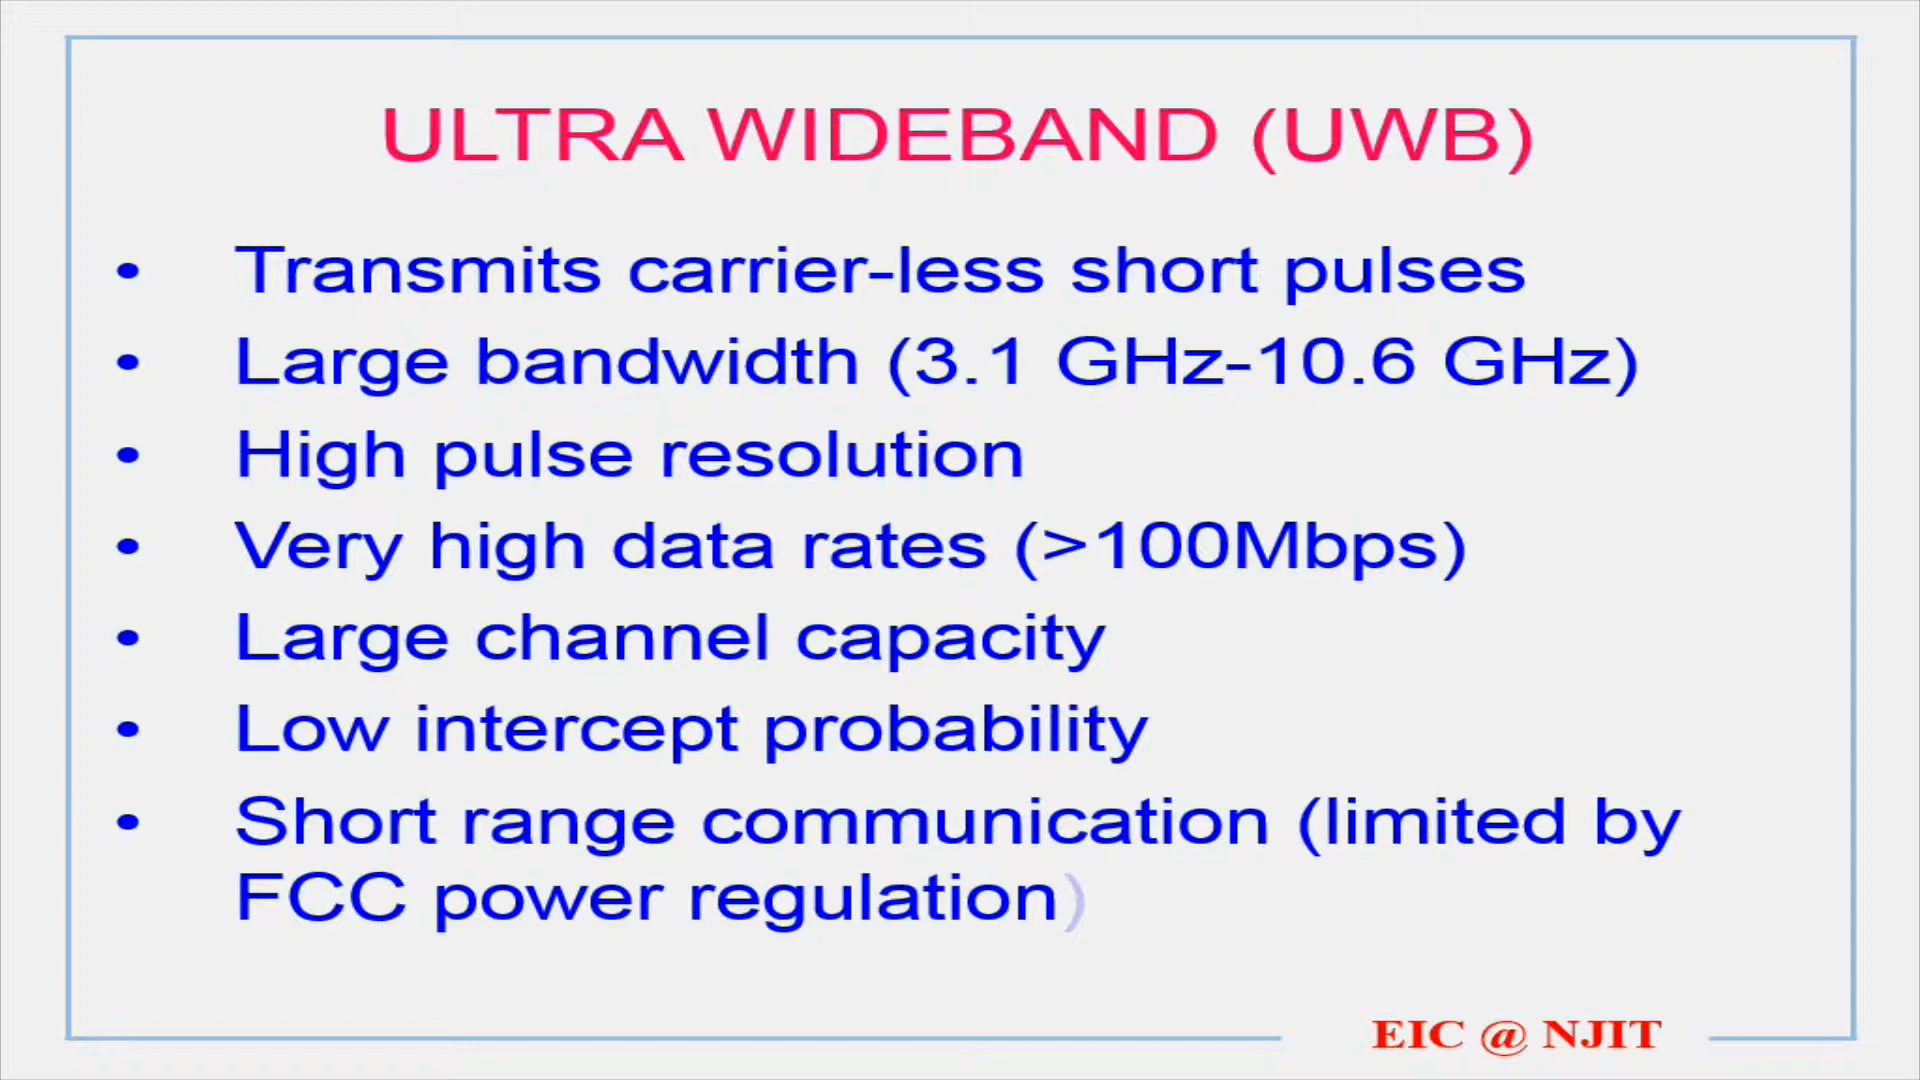 ULTRA WIDEBAND (UWB)
• Transmits carrier-less short pulses
• Large bandwidth (3.1 GHz-10.6 GHz)
• High pulse resolution
• Very high data rates (>100Mbps)
• Large channel capacity
• Low intercept probability
• Short range communication (limited by
FCC power regulation)
EIC @ NJIT